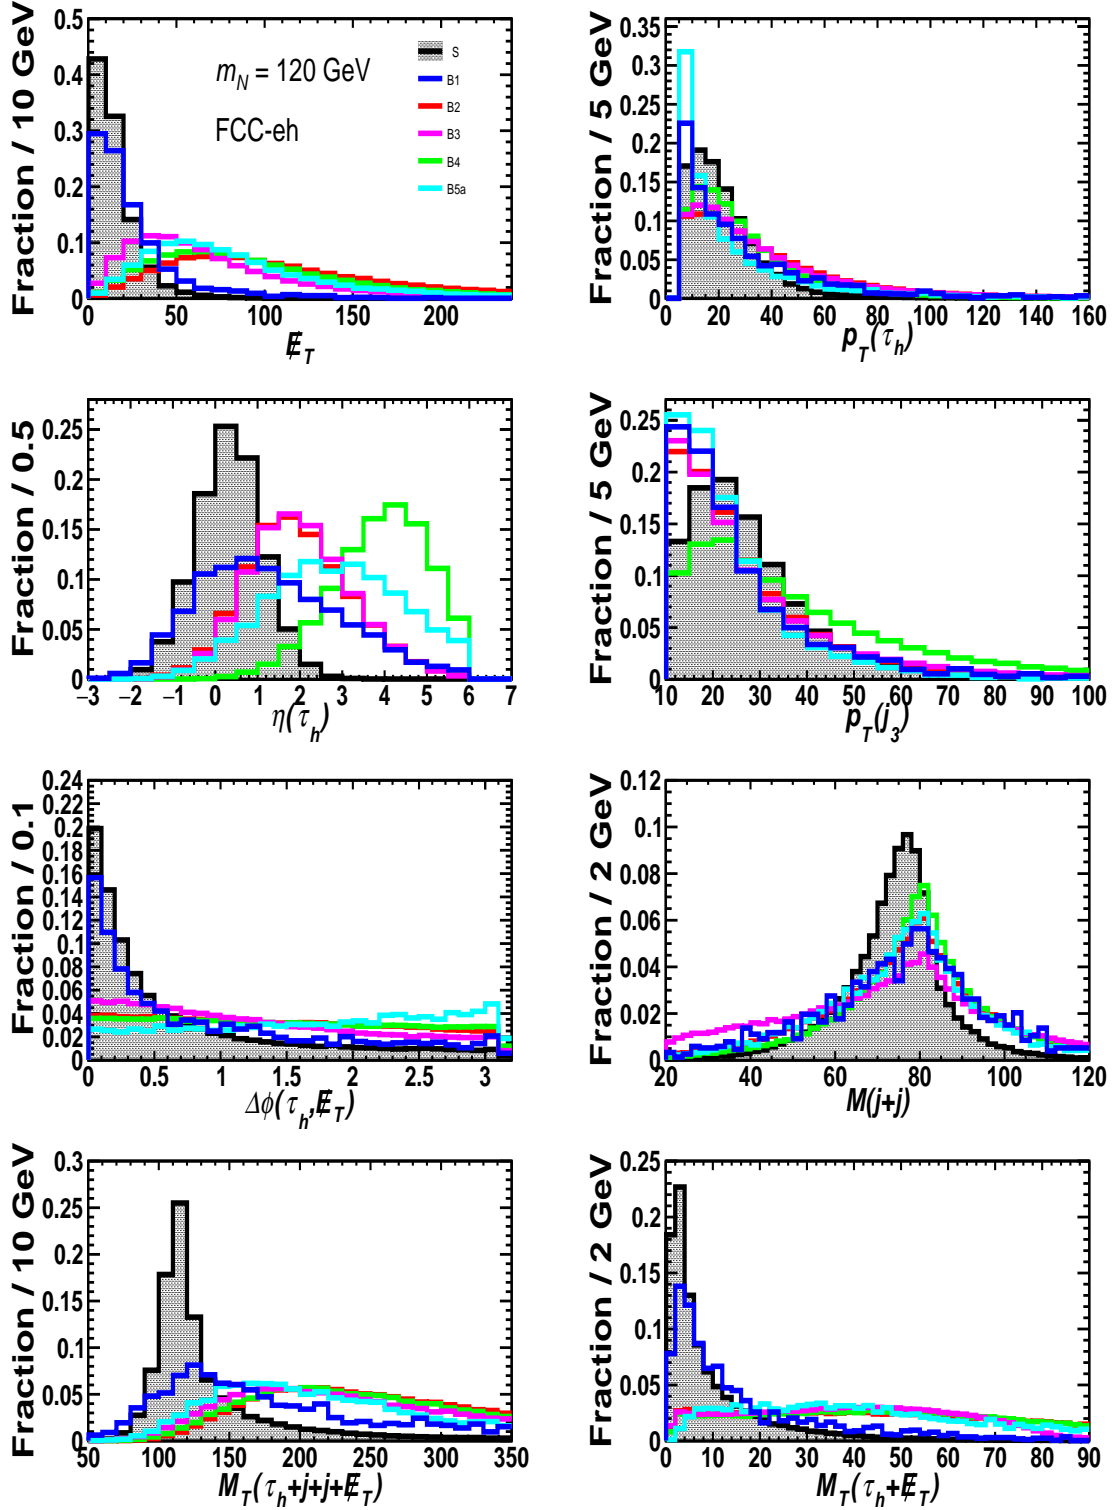 Fraction / 10 GeV
0.5
0.4
0.3
0.2
0.1
0
m_N = 120 GeV
FCC-eh
S
B1
B2
B3
B4
B5a
0 50 100 150 200
E̸_T
Fraction / 5 GeV
0.35
0.3
0.25
0.2
0.15
0.1
0.05
0
0 20 40 60 80 100 120 140 160
p_T(τ_h)
Fraction / 0.5
0.25
0.2
0.15
0.1
0.05
0
−3 −2 −1 0 1 2 3 4 5 6 7
η(τ_h)
Fraction / 5 GeV
0.25
0.2
0.15
0.1
0.05
0
10 20 30 40 50 60 70 80 90 100
p_T(j_3)
Fraction / 0.1
0.24
0.22
0.2
0.18
0.16
0.14
0.12
0.1
0.08
0.06
0.04
0.02
0
0 0.5 1 1.5 2 2.5 3
Δϕ(τ_h,E̸_T)
Fraction / 2 GeV
0.12
0.1
0.08
0.06
0.04
0.02
0
20 40 60 80 100 120
M(j+j)
Fraction / 10 GeV
0.3
0.25
0.2
0.15
0.1
0.05
0
50 100 150 200 250 300 350
M_T(τ_h+j+j+E̸_T)
Fraction / 2 GeV
0.25
0.2
0.15
0.1
0.05
0
0 10 20 30 40 50 60 70 80 90
M_T(τ_h+E̸_T)